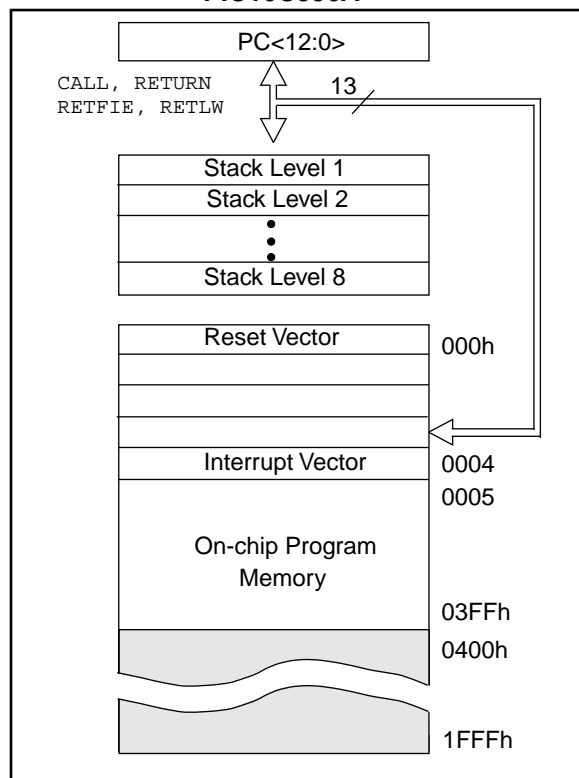 PC<12:0>
CALL, RETURN
RETFIE, RETLW
13
Stack Level 1
Stack Level 2
Stack Level 8
Reset Vector
000h
Interrupt Vector
0004
0005
On-chip Program
Memory
03FFh
0400h
1FFFh